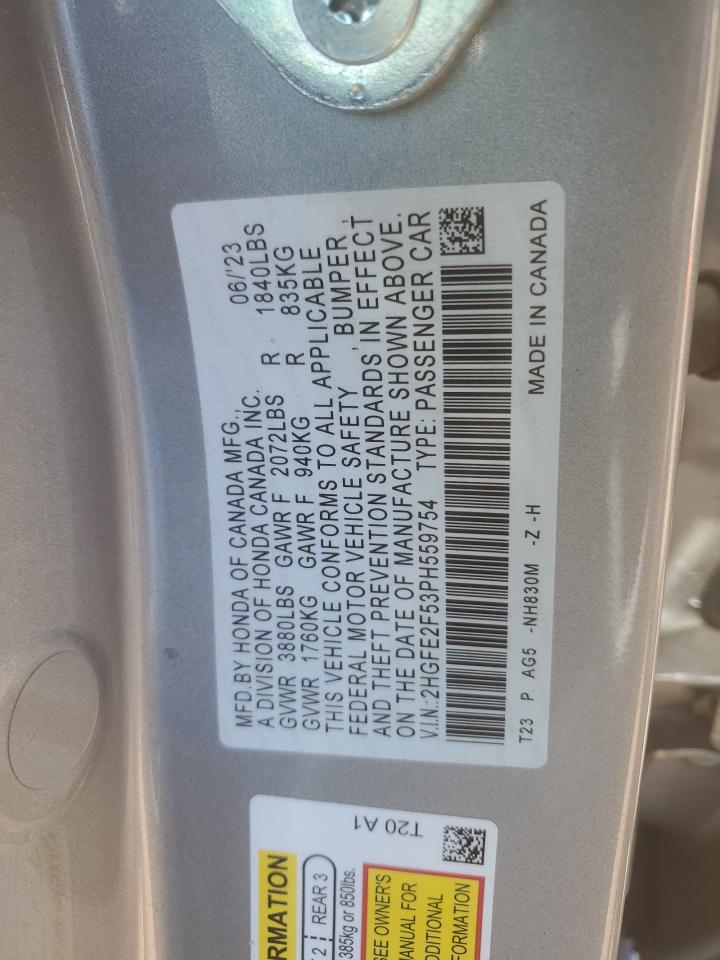 MFD.BY HONDA OF CANADA MFG., 06/'23
A DIVISION OF HONDA CANADA INC.
GVWR 3880LBS GAWR F 2072LBS R 1840LBS
GVWR 1760KG GAWR F 940KG R 835KG
THIS VEHICLE CONFORMS TO ALL APPLICABLE
FEDERAL MOTOR VEHICLE SAFETY , BUMPER ,
AND THEFT PREVENTION STANDARDS IN EFFECT
ON THE DATE OF MANUFACTURE SHOWN ABOVE.
V.I.N.:2HGFE2F53PH559754 TYPE: PASSENGER CAR
T23 P AG5 -NH830M -Z -H MADE IN CANADA
RMATION
2 REAR 3
385kg or 850lbs.
SEE OWNER'S
MANUAL FOR
ADDITIONAL
FORMATION
T20 A1